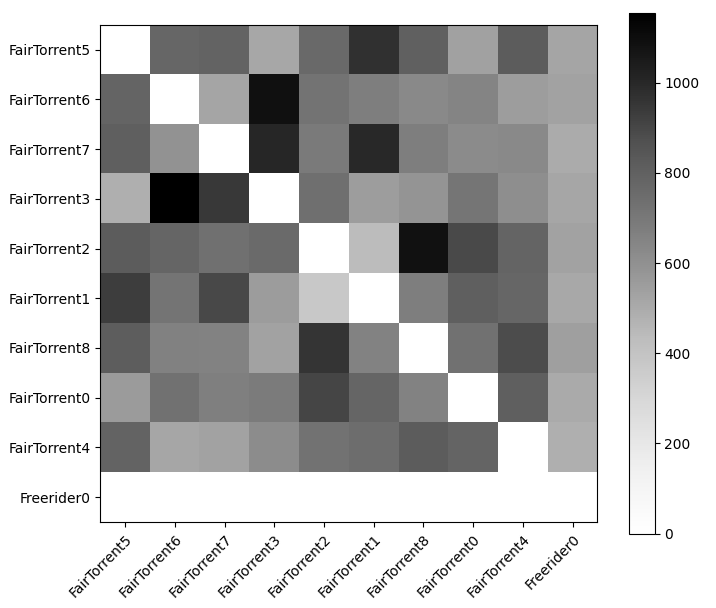 FairTorrent5
FairTorrent6
FairTorrent7
FairTorrent3
FairTorrent2
FairTorrent1
FairTorrent8
FairTorrent0
FairTorrent4
Freerider0
FairTorrent5
FairTorrent6
FairTorrent7
FairTorrent3
FairTorrent2
FairTorrent1
FairTorrent8
FairTorrent0
FairTorrent4
Freerider0
1000
800
600
400
200
0